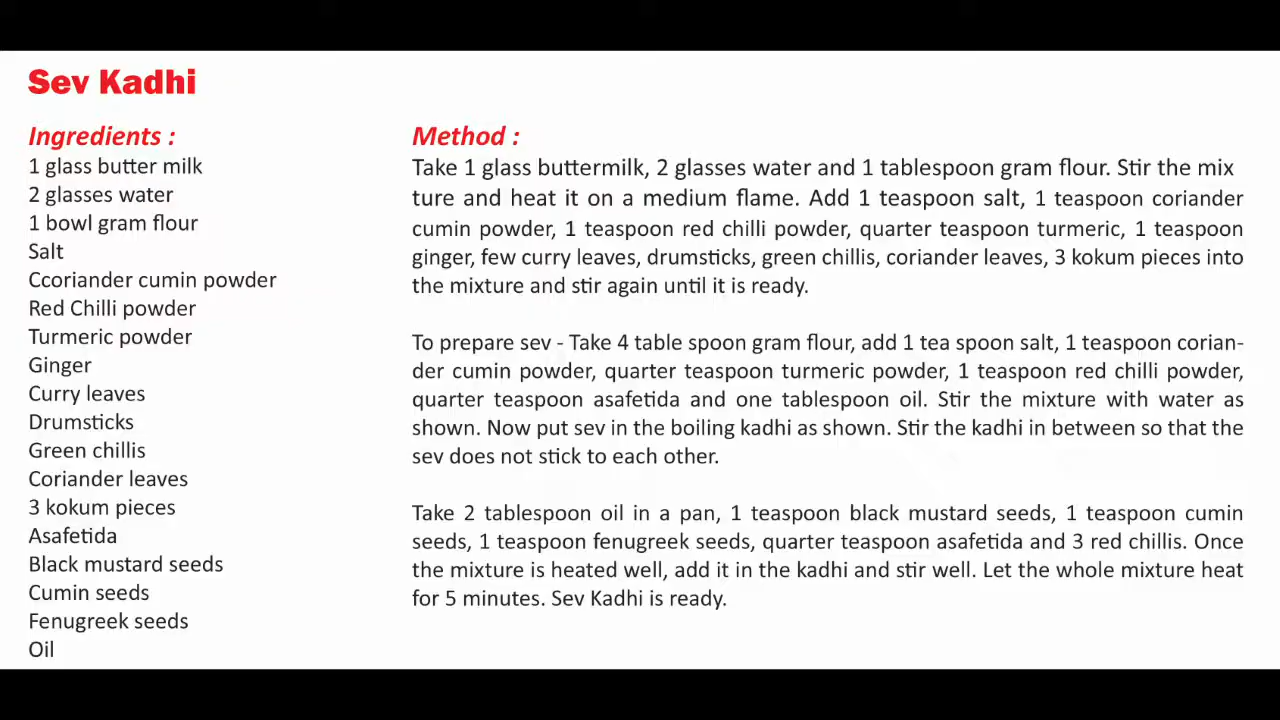 Sev Kadhi
Ingredients :
1 glass butter milk
2 glasses water
1 bowl gram flour
Salt
Ccoriander cumin powder
Red Chilli powder
Turmeric powder
Ginger
Curry leaves
Drumsticks
Green chillis
Coriander leaves
3 kokum pieces
Asafetida
Black mustard seeds
Cumin seeds
Fenugreek seeds
Oil
Method :
Take 1 glass buttermilk, 2 glasses water and 1 tablespoon gram flour. Stir the mix
ture and heat it on a medium flame. Add 1 teaspoon salt, 1 teaspoon coriander
cumin powder, 1 teaspoon red chilli powder, quarter teaspoon turmeric, 1 teaspoon
ginger, few curry leaves, drumsticks, green chillis, coriander leaves, 3 kokum pieces into
the mixture and stir again until it is ready.
To prepare sev - Take 4 table spoon gram flour, add 1 tea spoon salt, 1 teaspoon corian-
der cumin powder, quarter teaspoon turmeric powder, 1 teaspoon red chilli powder,
quarter teaspoon asafetida and one tablespoon oil. Stir the mixture with water as
shown. Now put sev in the boiling kadhi as shown. Stir the kadhi in between so that the
sev does not stick to each other.
Take 2 tablespoon oil in a pan, 1 teaspoon black mustard seeds, 1 teaspoon cumin
seeds, 1 teaspoon fenugreek seeds, quarter teaspoon asafetida and 3 red chillis. Once
the mixture is heated well, add it in the kadhi and stir well. Let the whole mixture heat
for 5 minutes. Sev Kadhi is ready.